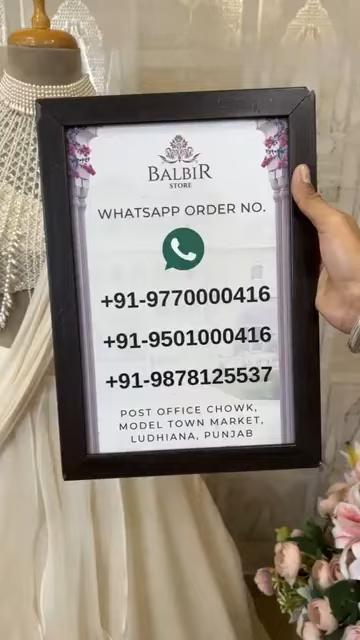 BALBIR
STORE
WHATSAPP ORDER NO.
+91-9770000416
+91-9501000416
+91-9878125537
POST OFFICE CHOWK,
MODEL TOWN MARKET,
LUDHIANA, PUNJAB